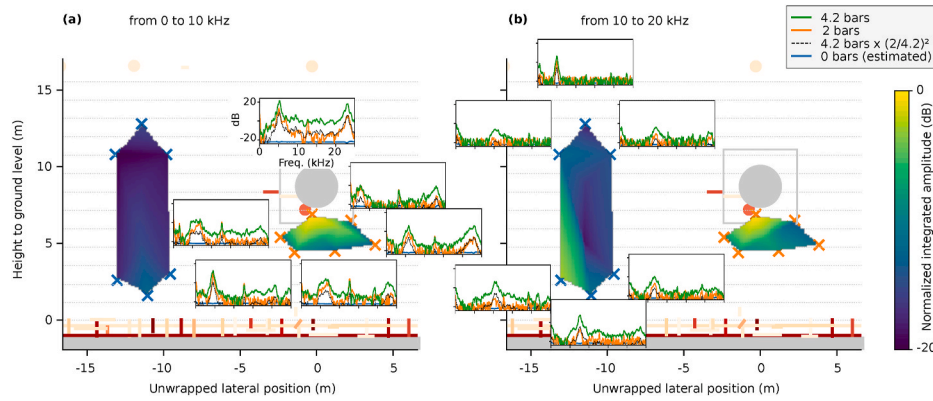 (a) from 0 to 10 kHz
(b) from 10 to 20 kHz
4.2 bars
2 bars
4.2 bars x (2/4.2)²
0 bars (estimated)
Height to ground level (m)
15
10
5
0
20
dB
-20
0 10 20
Freq. (kHz)
-15 -10 -5 0 5
Unwrapped lateral position (m)
15
10
5
0
-15 -10 -5 0 5
Unwrapped lateral position (m)
0
Normalized integrated amplitude (dB)
-20